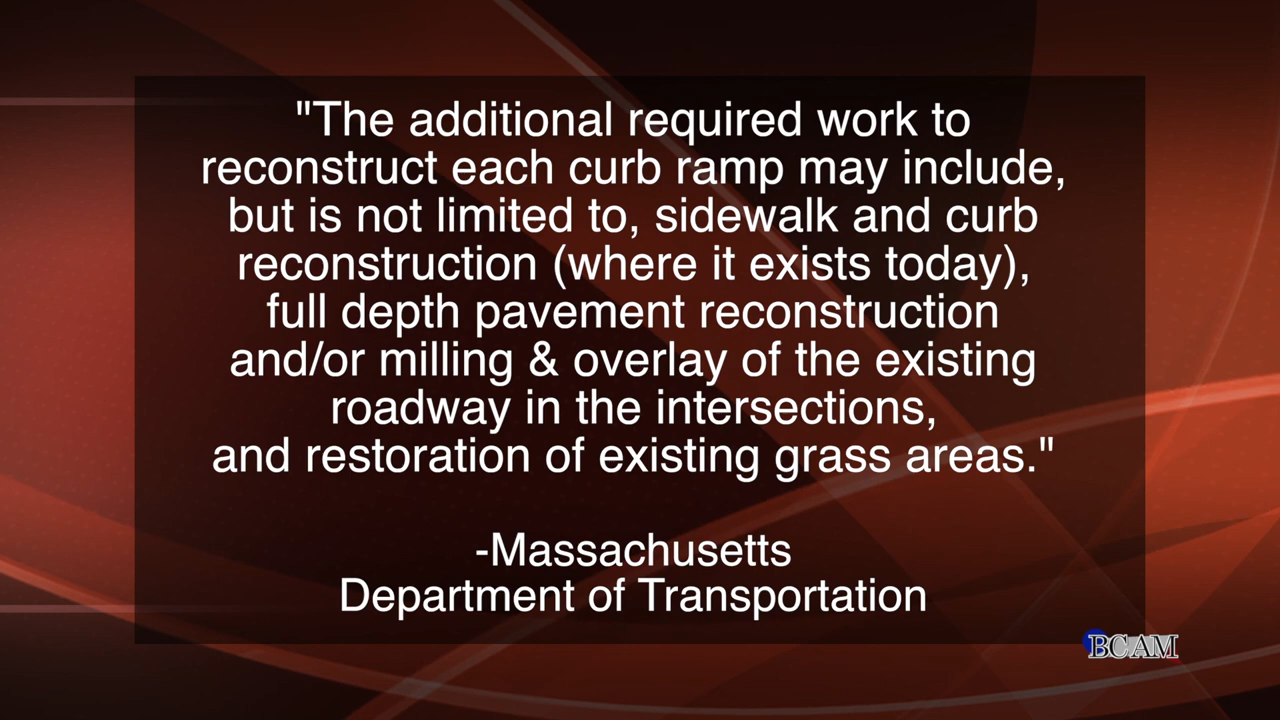 "The additional required work to
reconstruct each curb ramp may include,
but is not limited to, sidewalk and curb
reconstruction (where it exists today),
full depth pavement reconstruction
and/or milling & overlay of the existing
roadway in the intersections,
and restoration of existing grass areas."
-Massachusetts
Department of Transportation
BCAM